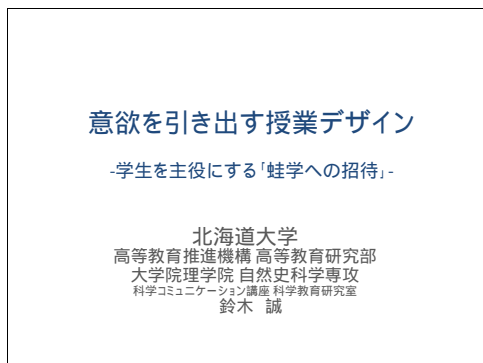 意欲を引き出す授業デザイン
-学生を主役にする「蛙学への招待」-
北海道大学
高等教育推進機構 高等教育研究部
大学院理学院 自然史科学専攻
科学コミュニケーション講座 科学教育研究室
鈴木 誠